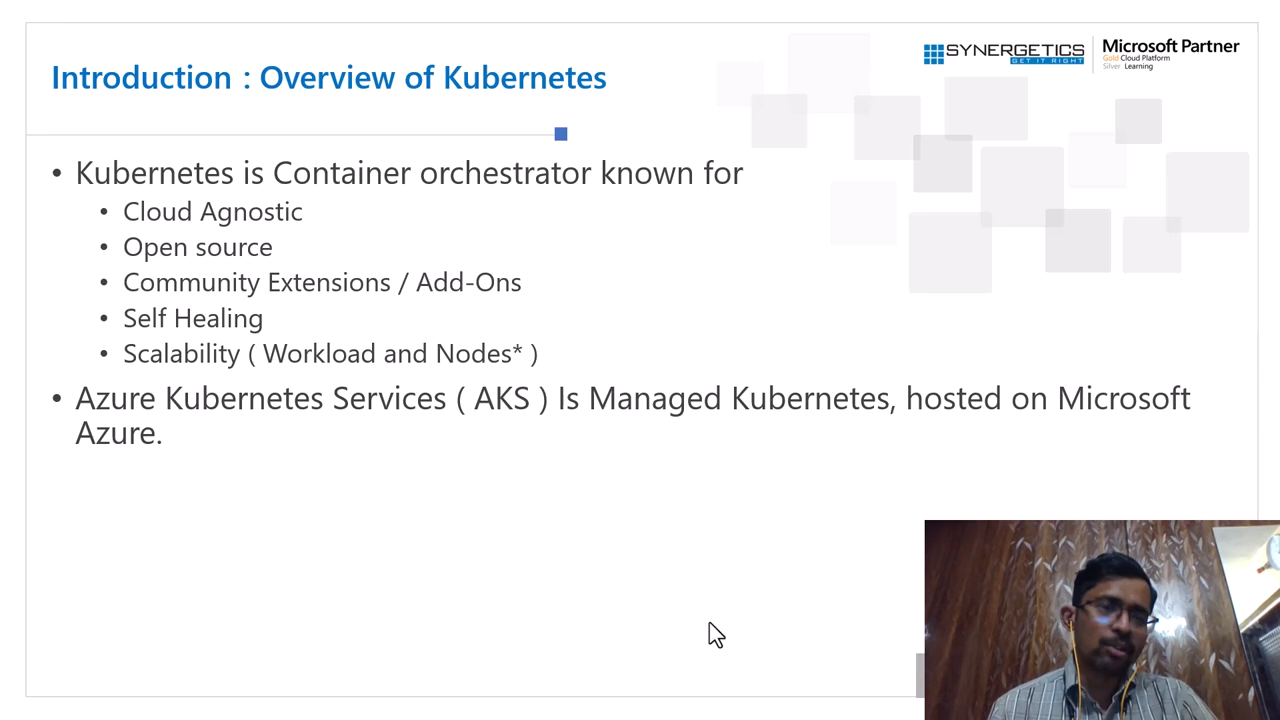 Introduction : Overview of Kubernetes
SYNERGETICS
GET IT RIGHT
Microsoft Partner
Gold Cloud Platform
Silver Learning
• Kubernetes is Container orchestrator known for
• Cloud Agnostic
• Open source
• Community Extensions / Add-Ons
• Self Healing
• Scalability ( Workload and Nodes* )
• Azure Kubernetes Services ( AKS ) Is Managed Kubernetes, hosted on Microsoft
Azure.